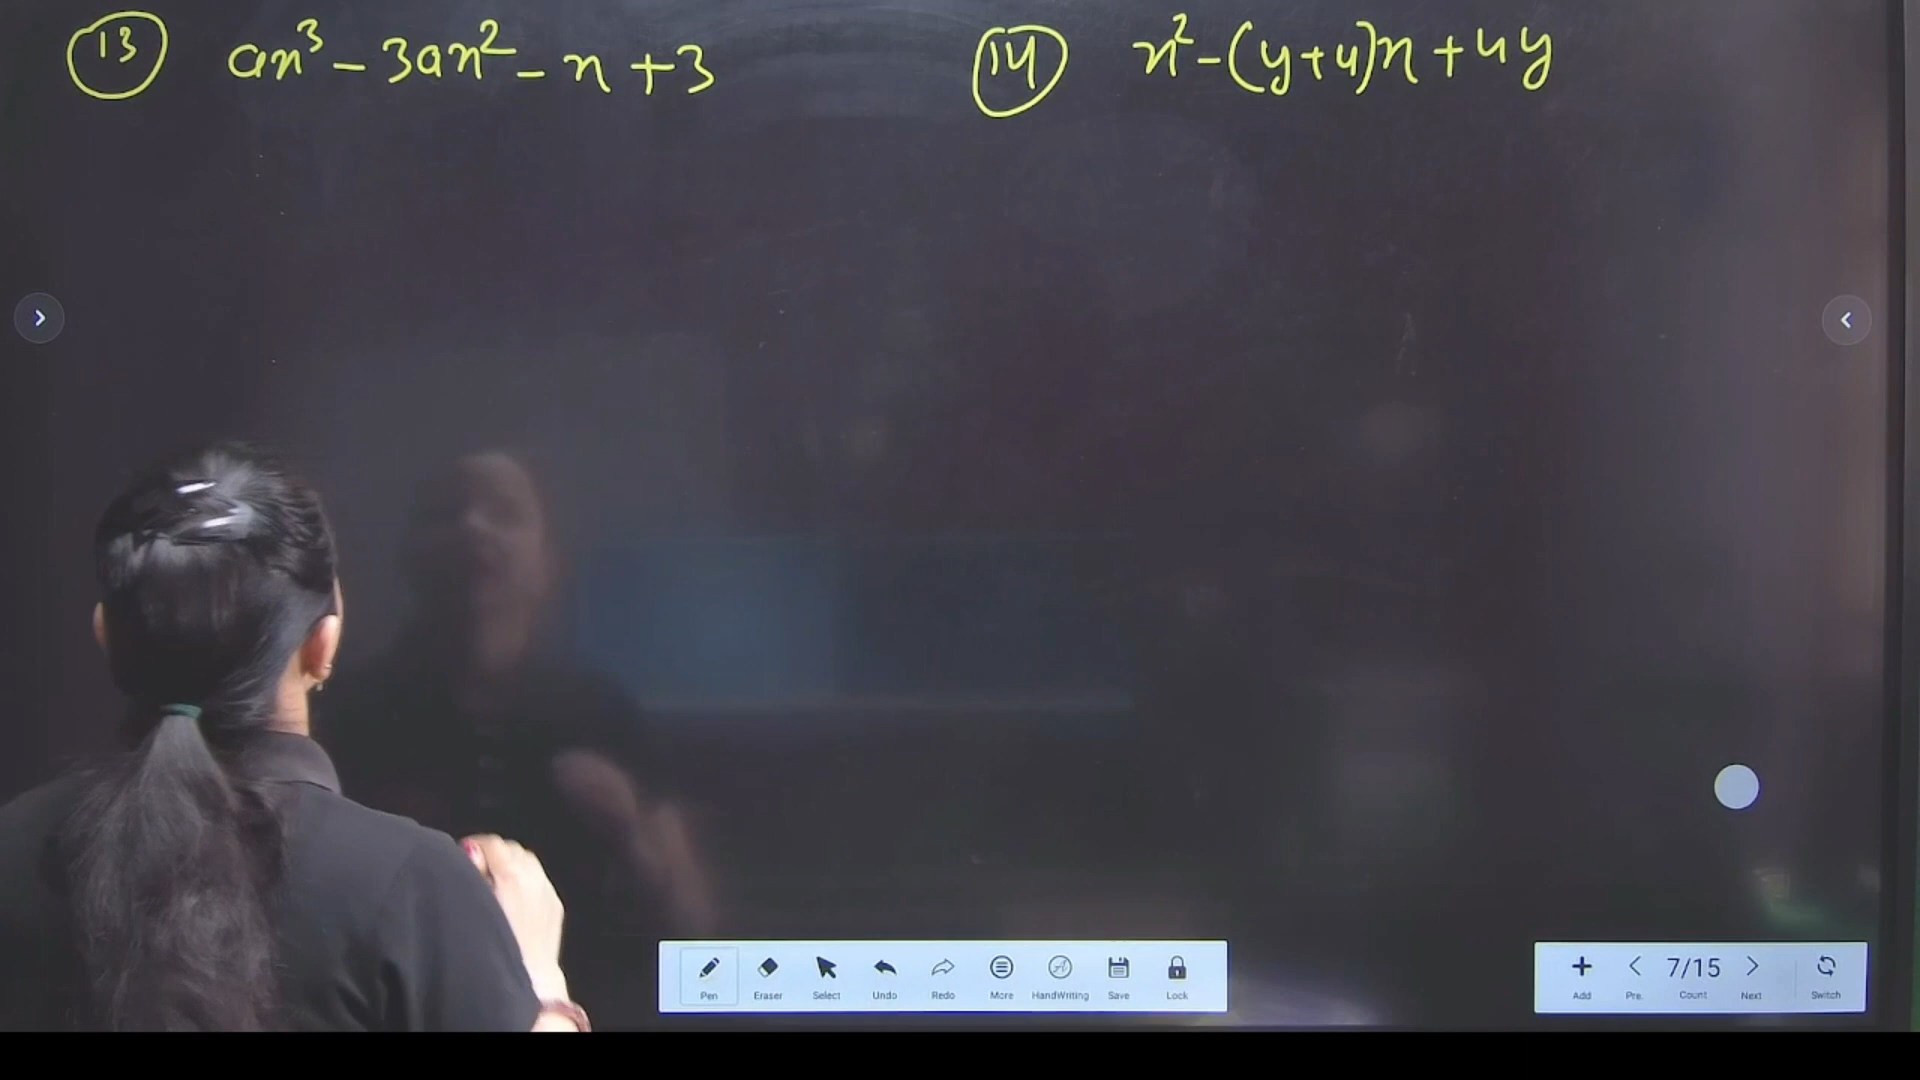 13 ax³ - 3ax² - x + 3
14 x² - (y+4)x + 4y
Pen Eraser Select Undo Redo More HandWriting Save Lock
7/15
Add Pre. Count Next Switch